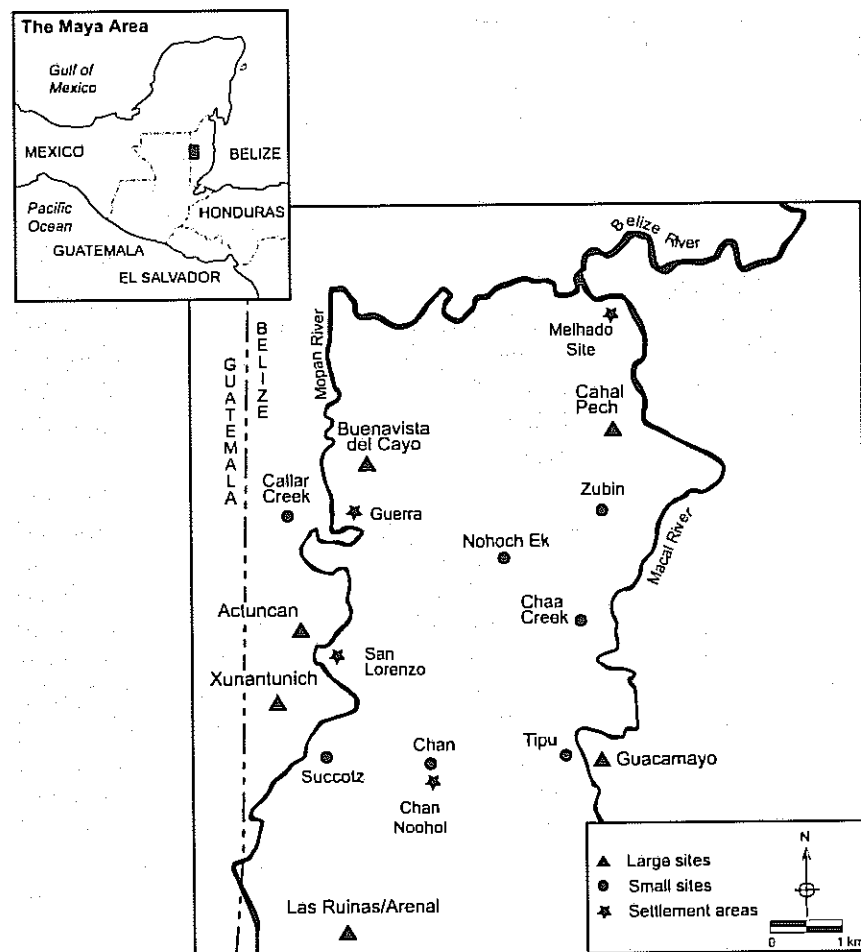 The Maya Area
Gulf of
Mexico
MEXICO
BELIZE
Pacific
Ocean
HONDURAS
GUATEMALA
EL SALVADOR
Belize River
Melhado
Site
Mopan River
BELIZE
GUATEMALA
Cahal
Pech
Buenavista
del Cayo
Callar
Creek
Zubin
Guerra
Nohoch Ek
Macal River
Chaa
Creek
Actuncan
San
Lorenzo
Xunantunich
Chan
Tipu
Guacamayo
Succotz
Chan
Noohol
Las Ruinas/Arenal
Large sites
Small sites
Settlement areas
N
0 1 km